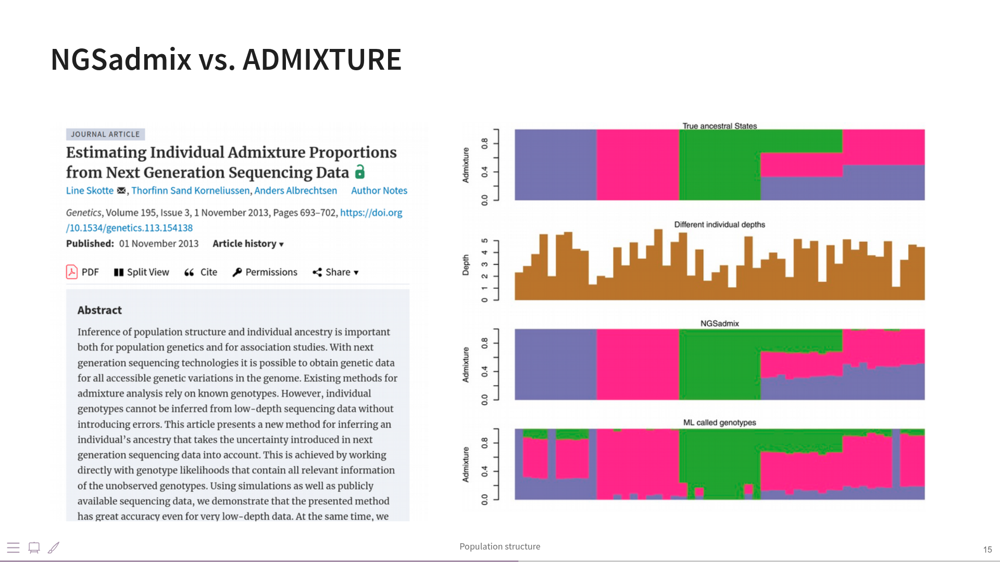 NGSadmix vs. ADMIXTURE
JOURNAL ARTICLE
Estimating Individual Admixture Proportions
from Next Generation Sequencing Data
Line Skotte , Thorfinn Sand Korneliussen, Anders Albrechtsen Author Notes
Genetics, Volume 195, Issue 3, 1 November 2013, Pages 693–702, https://doi.org
/10.1534/genetics.113.154138
Published: 01 November 2013 Article history ▾
PDF Split View Cite Permissions Share ▾
Abstract
Inference of population structure and individual ancestry is important
both for population genetics and for association studies. With next
generation sequencing technologies it is possible to obtain genetic data
for all accessible genetic variations in the genome. Existing methods for
admixture analysis rely on known genotypes. However, individual
genotypes cannot be inferred from low-depth sequencing data without
introducing errors. This article presents a new method for inferring an
individual’s ancestry that takes the uncertainty introduced in next
generation sequencing data into account. This is achieved by working
directly with genotype likelihoods that contain all relevant information
of the unobserved genotypes. Using simulations as well as publicly
available sequencing data, we demonstrate that the presented method
has great accuracy even for very low-depth data. At the same time, we
True ancestral States
Admixture
0.0 0.4 0.8
Different individual depths
Depth
0 1 2 3 4 5
NGSadmix
Admixture
0.0 0.4 0.8
ML called genotypes
Admixture
0.0 0.4 0.8
Population structure
15